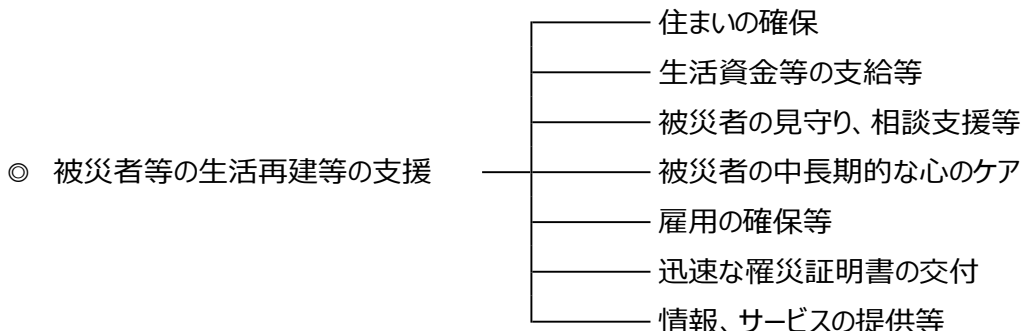 住まいの確保
生活資金等の支給等
被災者の見守り、相談支援等
◎ 被災者等の生活再建等の支援
被災者の中長期的な心のケア
雇用の確保等
迅速な罹災証明書の交付
情報、サービスの提供等